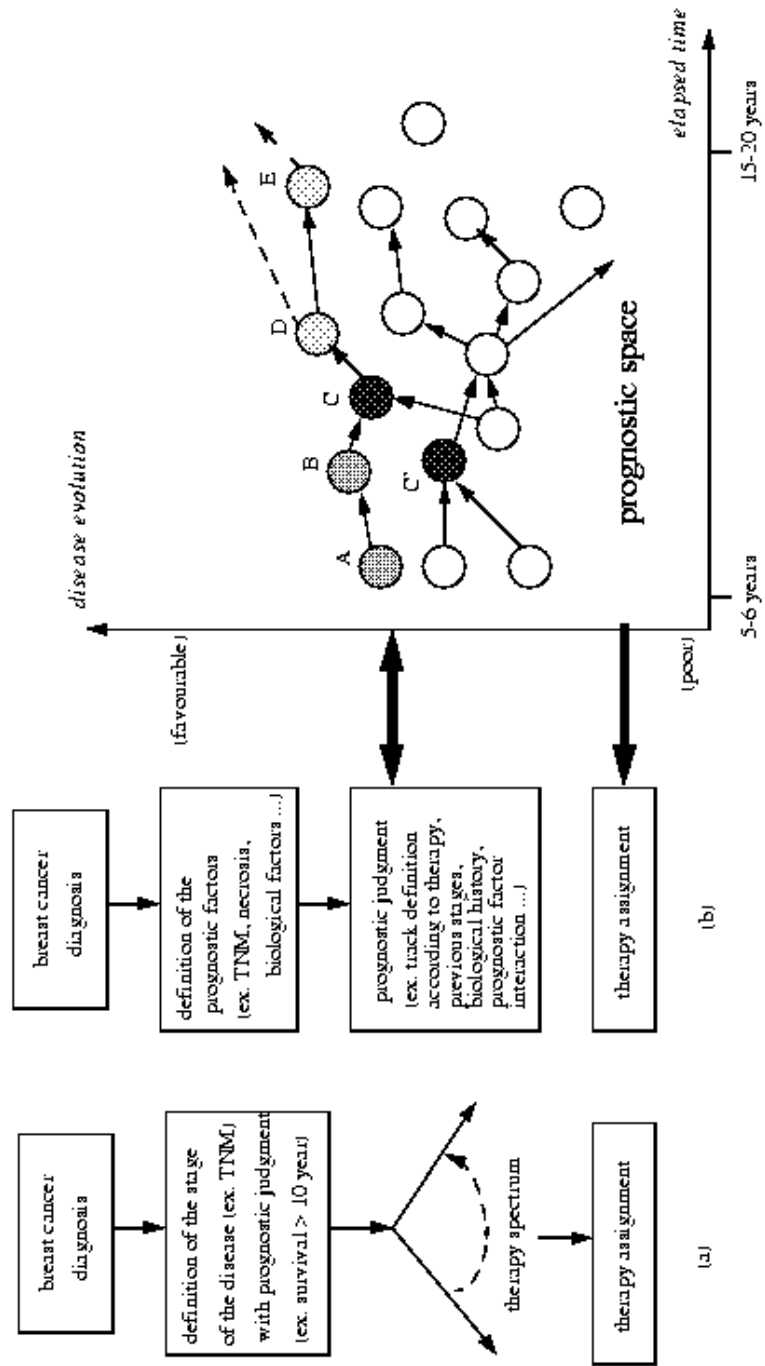 breast cancer
diagnosis
definition of the stage
of the disease (ex. TNM)
with prognostic judgment
(ex. survival > 10 year)
therapy spectrum
therapy assignment
(a)
breast cancer
diagnosis
definition of the
prognostic factors
(ex. TNM, necrosis,
biological factors ...)
prognostic judgment
(ex. track definition
according to therapy,
previous stages,
biological history,
prognostic factor
interaction ...)
therapy assignment
(b)
disease evolution
(favourable)
(poor)
A
B
C
D
E
C'
prognostic space
elapsed time
5-6 years
15-20 years